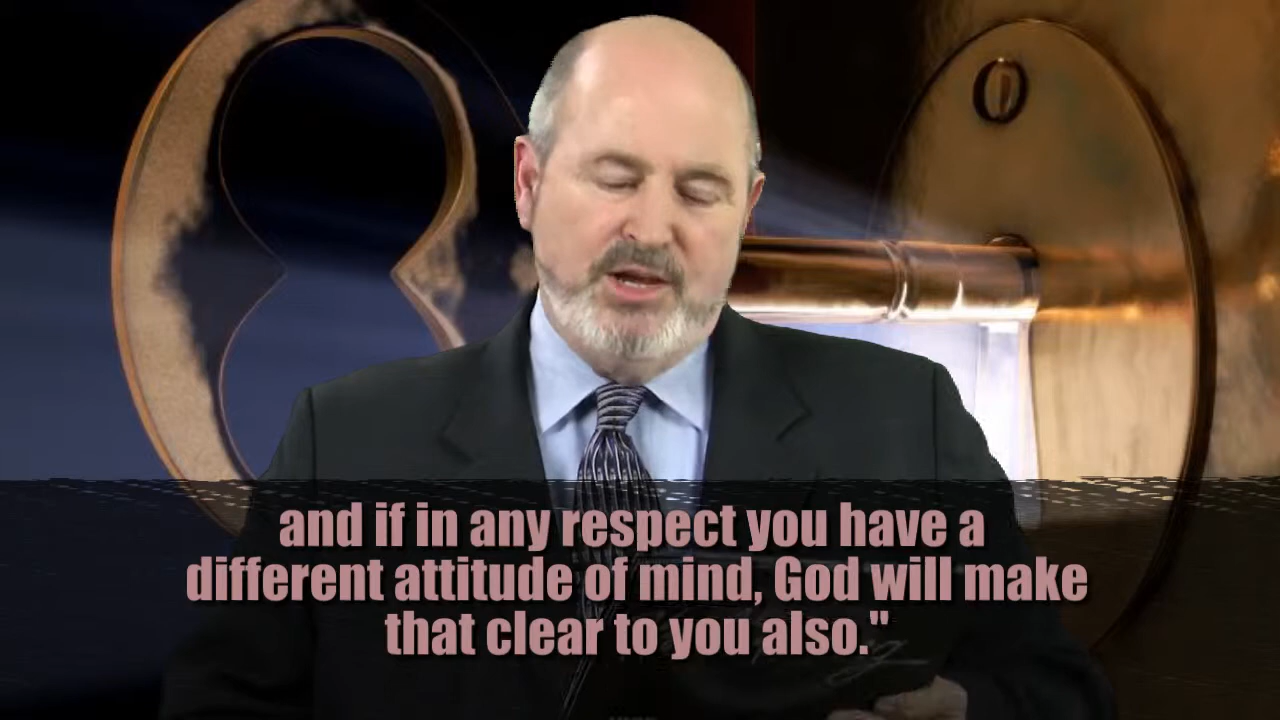 and if in any respect you have a
different attitude of mind, God will make
that clear to you also."